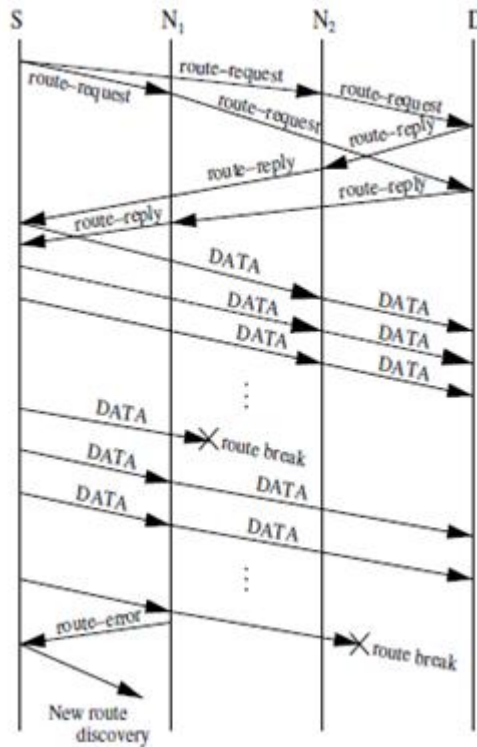 S N₁ N₂ D
route–request
route–request
route–request
route–request
route–reply
route–reply
route–reply
route–reply
DATA
DATA
DATA
DATA
DATA
DATA
DATA
route break
DATA
DATA
DATA
DATA
route–error
route break
New route
discovery